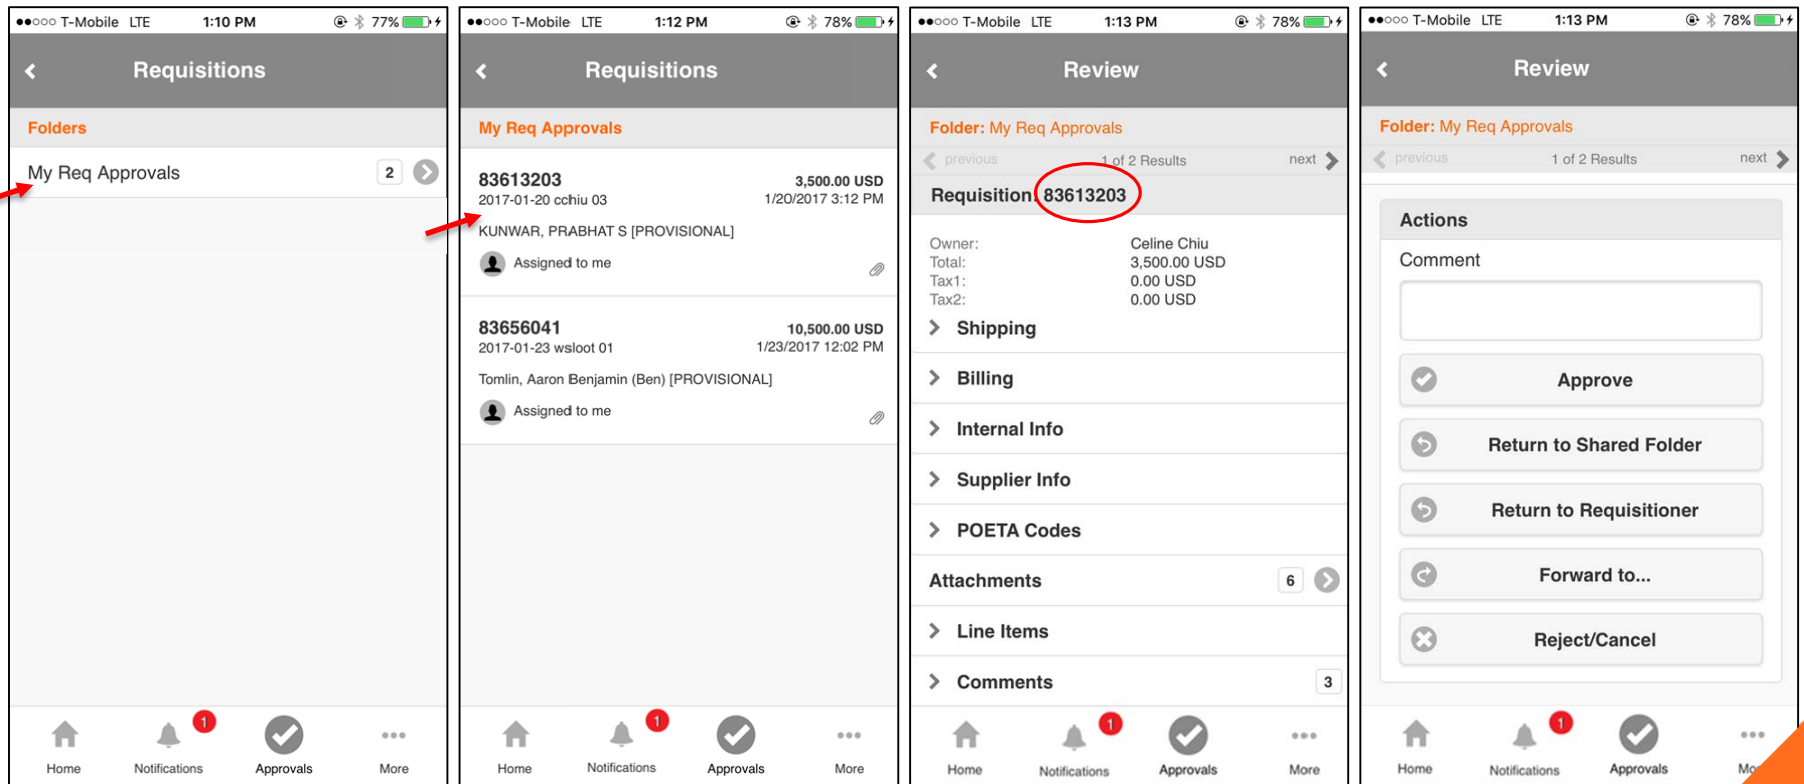 T-Mobile LTE 1:10 PM 77%
Requisitions
Folders
My Req Approvals 2
Home Notifications 1 Approvals More
T-Mobile LTE 1:12 PM 78%
Requisitions
My Req Approvals
83613203 3,500.00 USD
2017-01-20 cchiu 03 1/20/2017 3:12 PM
KUNWAR, PRABHAT S [PROVISIONAL]
Assigned to me
83656041 10,500.00 USD
2017-01-23 wsloot 01 1/23/2017 12:02 PM
Tomlin, Aaron Benjamin (Ben) [PROVISIONAL]
Assigned to me
1
Home Notifications Approvals More
T-Mobile LTE 1:13 PM 78%
Review
Folder: My Req Approvals
previous 1 of 2 Results next
Requisition: 83613203
Owner: Celine Chiu
Total: 3,500.00 USD
Tax1: 0.00 USD
Tax2: 0.00 USD
Shipping
Billing
Internal Info
Supplier Info
POETA Codes
Attachments 6
Line Items
Comments 3
1
Home Notifications Approvals More
T-Mobile LTE 1:13 PM 78%
Review
Folder: My Req Approvals
previous 1 of 2 Results next
Actions
Comment
Approve
Return to Shared Folder
Return to Requisitioner
Forward to...
Reject/Cancel
1
Home Notifications Approvals